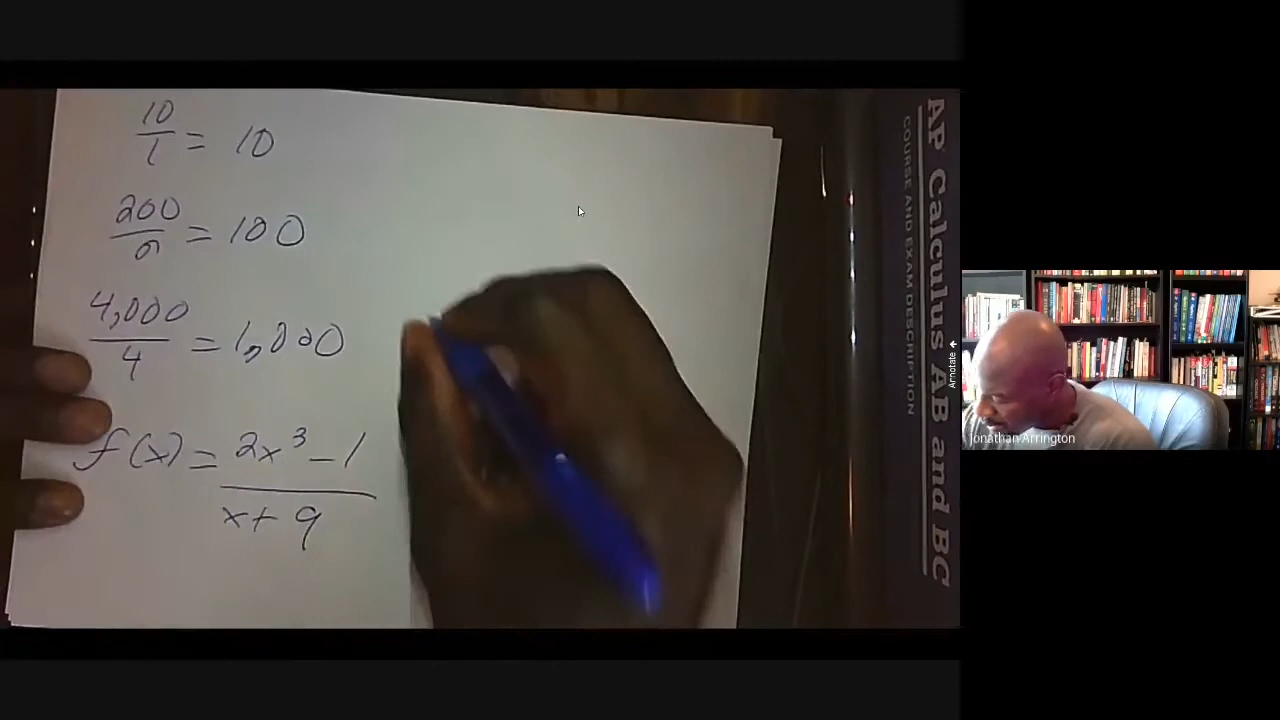 10/1 = 10
200/2 = 100
4,000/4 = 1,000
f(x) = 2x³ - 1
x + 9
AP Calculus AB and BC
COURSE AND EXAM DESCRIPTION
Annotate
Jonathan Arrington